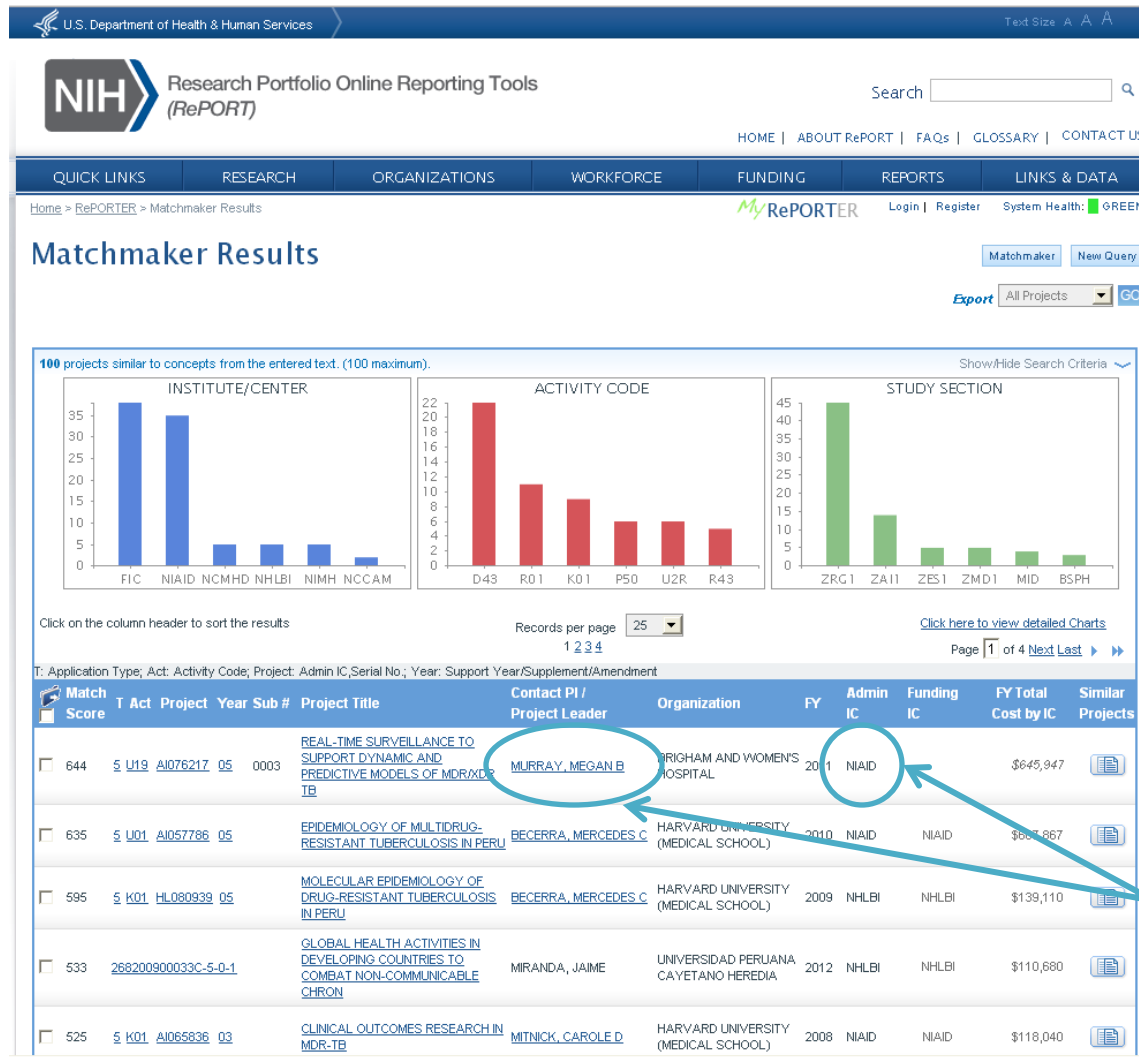 U.S. Department of Health & Human Services
Text Size A A A
NIH
Research Portfolio Online Reporting Tools
(RePORT)
Search
HOME | ABOUT RePORT | FAQs | GLOSSARY | CONTACT US
QUICK LINKS RESEARCH ORGANIZATIONS WORKFORCE FUNDING REPORTS LINKS & DATA
Home > RePORTER > Matchmaker Results
My RePORTER Login | Register System Health: GREEN
Matchmaker Results
Matchmaker New Query
Export All Projects GO
100 projects similar to concepts from the entered text. (100 maximum).
Show/Hide Search Criteria
INSTITUTE/CENTER
35
30
25
20
15
10
5
0
FIC NIAID NCMHD NHLBI NIMH NCCAM
ACTIVITY CODE
22
20
18
16
14
12
10
8
6
4
2
0
D43 R01 K01 P50 U2R R43
STUDY SECTION
45
40
35
30
25
20
15
10
5
0
ZRG1 ZAI1 ZES1 ZMD1 MID BSPH
Click on the column header to sort the results
Records per page 25
1 2 3 4
Click here to view detailed Charts
Page 1 of 4 Next Last
T: Application Type; Act: Activity Code; Project: Admin IC,Serial No.; Year: Support Year/Supplement/Amendment
Match Score T Act Project Year Sub # Project Title Contact PI / Project Leader Organization FY Admin IC Funding IC FY Total Cost by IC Similar Projects
644 5 U19 AI076217 05 0003 REAL-TIME SURVEILLANCE TO SUPPORT DYNAMIC AND PREDICTIVE MODELS OF MDR/XDR TB MURRAY, MEGAN B BRIGHAM AND WOMEN'S HOSPITAL NIAID $645,947
635 5 U01 AI057786 05 EPIDEMIOLOGY OF MULTIDRUG-RESISTANT TUBERCULOSIS IN PERU BECERRA, MERCEDES C HARVARD UNIVERSITY (MEDICAL SCHOOL) 2010 NIAID NIAID
595 5 K01 HL080939 05 MOLECULAR EPIDEMIOLOGY OF DRUG-RESISTANT TUBERCULOSIS IN PERU BECERRA, MERCEDES C HARVARD UNIVERSITY (MEDICAL SCHOOL) 2009 NHLBI NHLBI $139,110
533 268200900033C-5-0-1 GLOBAL HEALTH ACTIVITIES IN DEVELOPING COUNTRIES TO COMBAT NON-COMMUNICABLE CHRON MIRANDA, JAIME UNIVERSIDAD PERUANA CAYETANO HEREDIA 2012 NHLBI NHLBI $110,680
525 5 K01 AI065836 03 CLINICAL OUTCOMES RESEARCH IN MDR-TB MITNICK, CAROLE D HARVARD UNIVERSITY (MEDICAL SCHOOL) 2008 NIAID NIAID $118,040